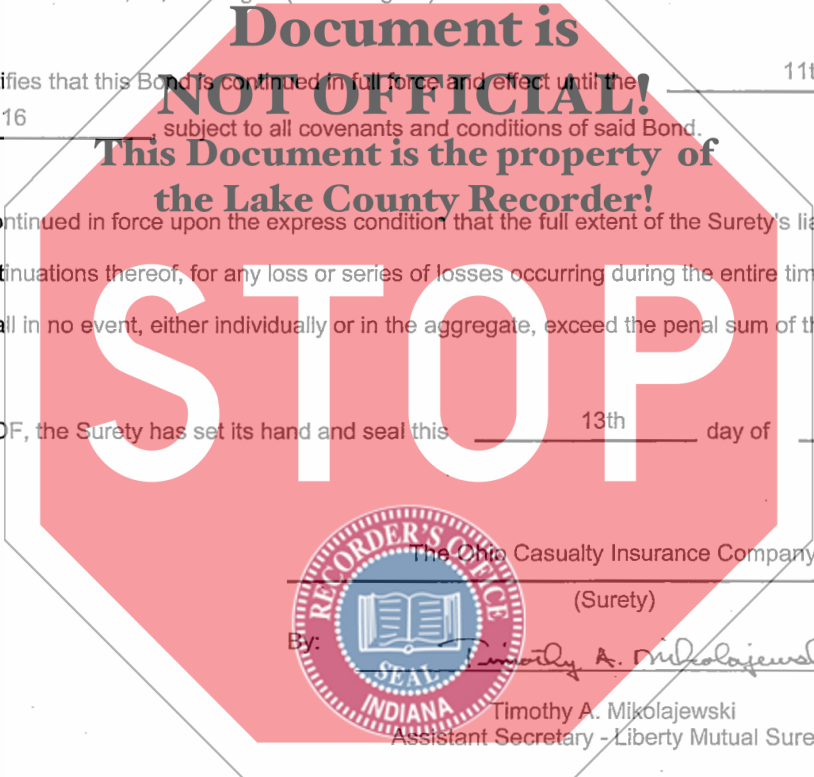 Document is
ifies that this Bond is continued in full force and effect until the 11t
NOT OFFICIAL!
16 subject to all covenants and conditions of said Bond.
This Document is the property of
the Lake County Recorder!
ntinued in force upon the express condition that the full extent of the Surety's lia
tinuations thereof, for any loss or series of losses occurring during the entire tim
all in no event, either individually or in the aggregate, exceed the penal sum of th
STOP
OF, the Surety has set its hand and seal this 13th day of
RECORDER'S OFFICE
The Ohio Casualty Insurance Company
(Surety)
By: Timothy A. Mikolajewsk
SEAL
INDIANA
Timothy A. Mikolajewski
Assistant Secretary - Liberty Mutual Sure